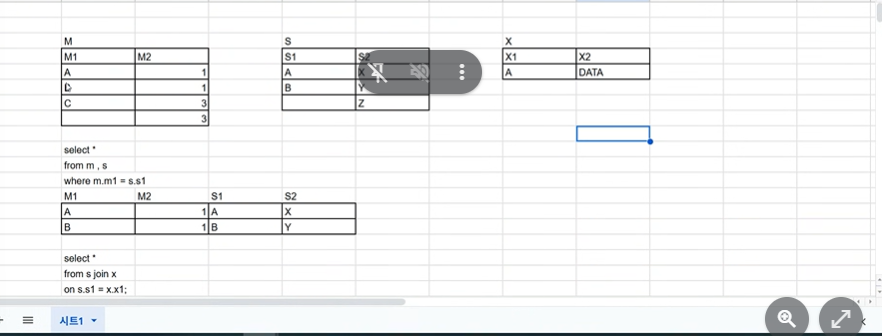 M S X
M1 M2 S1 S2 X1 X2
A 1 A X A DATA
1 B Y
C 3 Z
3
select *
from m , s
where m.m1 = s.s1
M1 M2 S1 S2
A 1 A X
B 1 B Y
select *
from s join x
on s.s1 = x.x1;
시트1